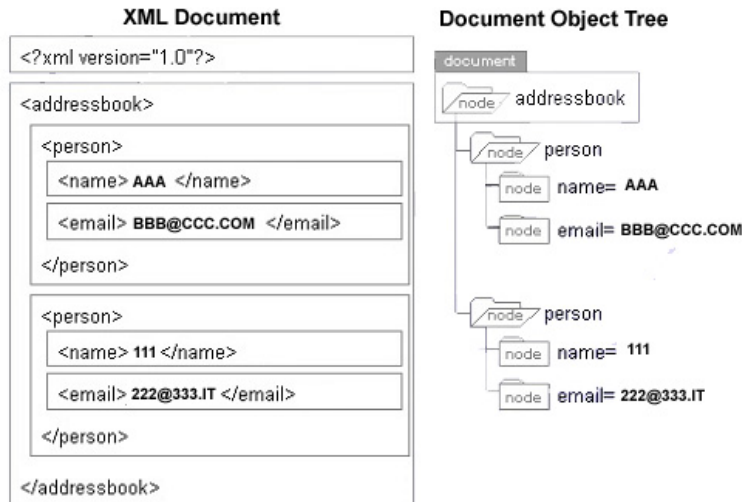 XML Document
<?xml version="1.0"?>
<addressbook>
<person>
<name> AAA </name>
<email> BBB@CCC.COM </email>
</person>
<person>
<name> 111 </name>
<email> 222@333.IT </email>
</person>
</addressbook>
Document Object Tree
document
node addressbook
node person
node name= AAA
node email= BBB@CCC.COM
node person
node name= 111
node email= 222@333.IT